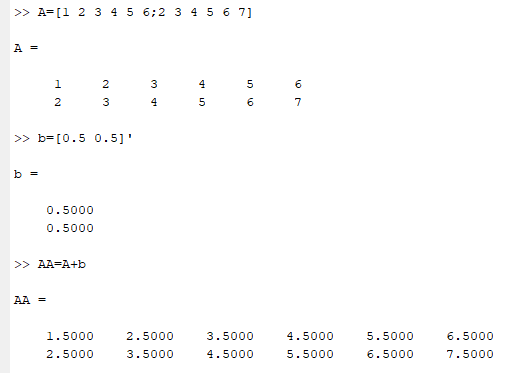 >> A=[1 2 3 4 5 6;2 3 4 5 6 7]
A =
1 2 3 4 5 6
2 3 4 5 6 7
>> b=[0.5 0.5]'
b =
0.5000
0.5000
>> AA=A+b
AA =
1.5000 2.5000 3.5000 4.5000 5.5000 6.5000
2.5000 3.5000 4.5000 5.5000 6.5000 7.5000